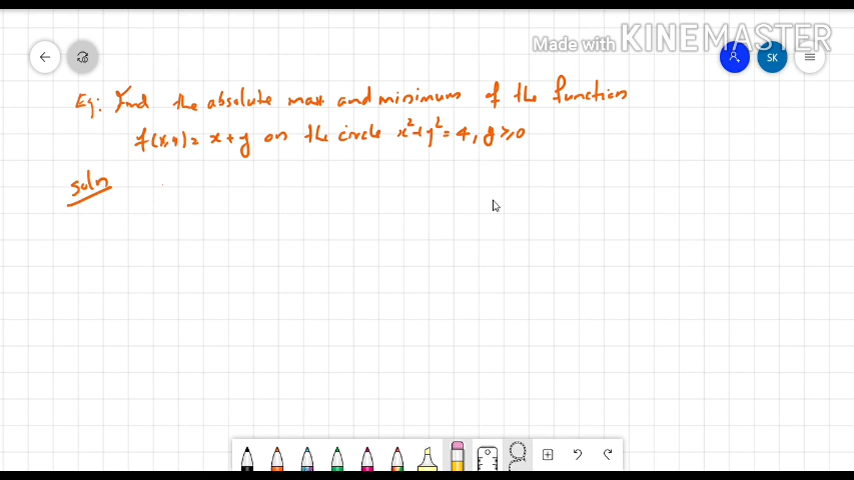 Made with KINEMASTER
SK
Eg: Find the absolute max and minimum of the function
f(x,y) = x + y on the circle x² + y² = 4, y ≥ 0
soln